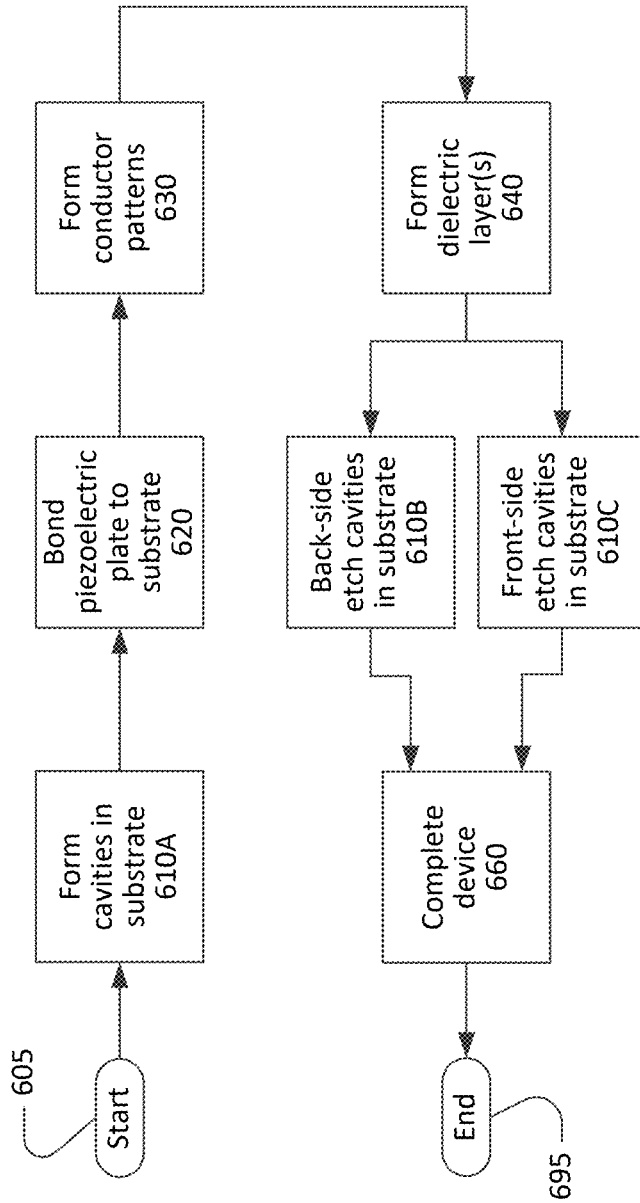 605
Start
Form
cavities in
substrate
610A
Bond
piezoelectric
plate to
substrate
620
Form
conductor
patterns
630
Form
dielectric
layer(s)
640
Back-side
etch cavities
in substrate
610B
Front-side
etch cavities
in substrate
610C
Complete
device
660
End
695